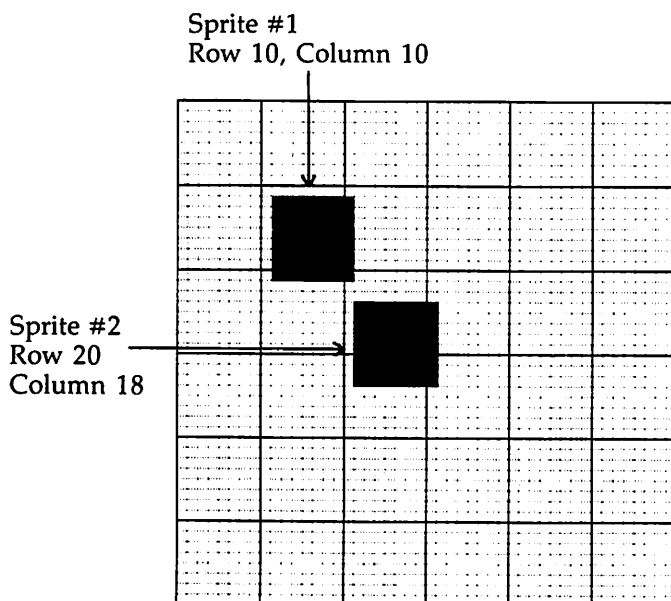 Sprite #1
Row 10, Column 10
Sprite #2
Row 20
Column 18